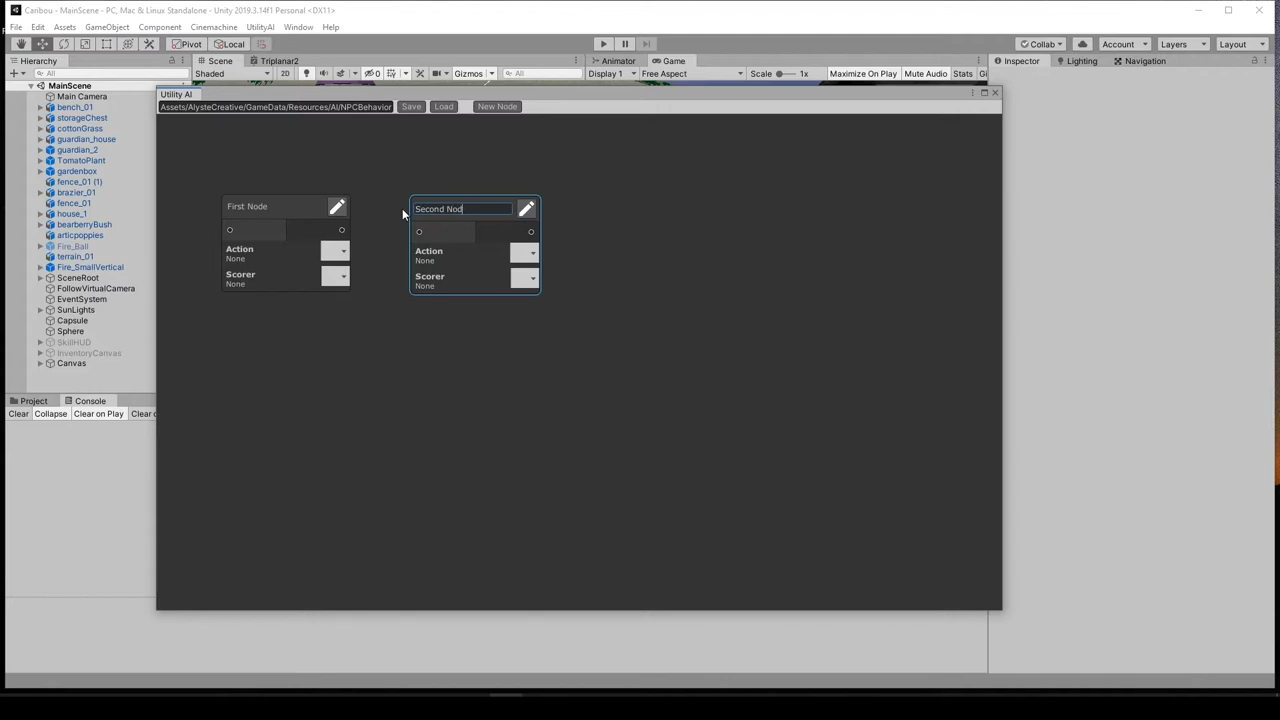 Caribou - MainScene - PC, Mac & Linux Standalone - Unity 2019.3.14f1 Personal <DX11>
File Edit Assets GameObject Component Cinemachine UtilityAI Window Help
Pivot Local Collab Account Layers Layout
Hierarchy Scene Triplanar2 Animator Game Inspector Lighting Navigation
All Shaded 2D 0 Gizmos All Display 1 Free Aspect Scale 1x Maximize On Play Mute Audio Stats Gi
MainScene
Main Camera
bench_01
storageChest
cottonGrass
guardian_house
guardian_2
TomatoPlant
gardenbox
fence_01 (1)
brazier_01
fence_01
house_1
bearberryBush
articpoppies
Fire_Ball
terrain_01
Fire_SmallVertical
SceneRoot
FollowVirtualCamera
EventSystem
SunLights
Capsule
Sphere
SkillHUD
InventoryCanvas
Canvas
Project Console
Clear Collapse Clear on Play Clear o
Utility AI
Assets/AlysteCreative/GameData/Resources/AI/NPCBehavior Save Load New Node
First Node
Action
None
Scorer
None
Second Nod
Action
None
Scorer
None